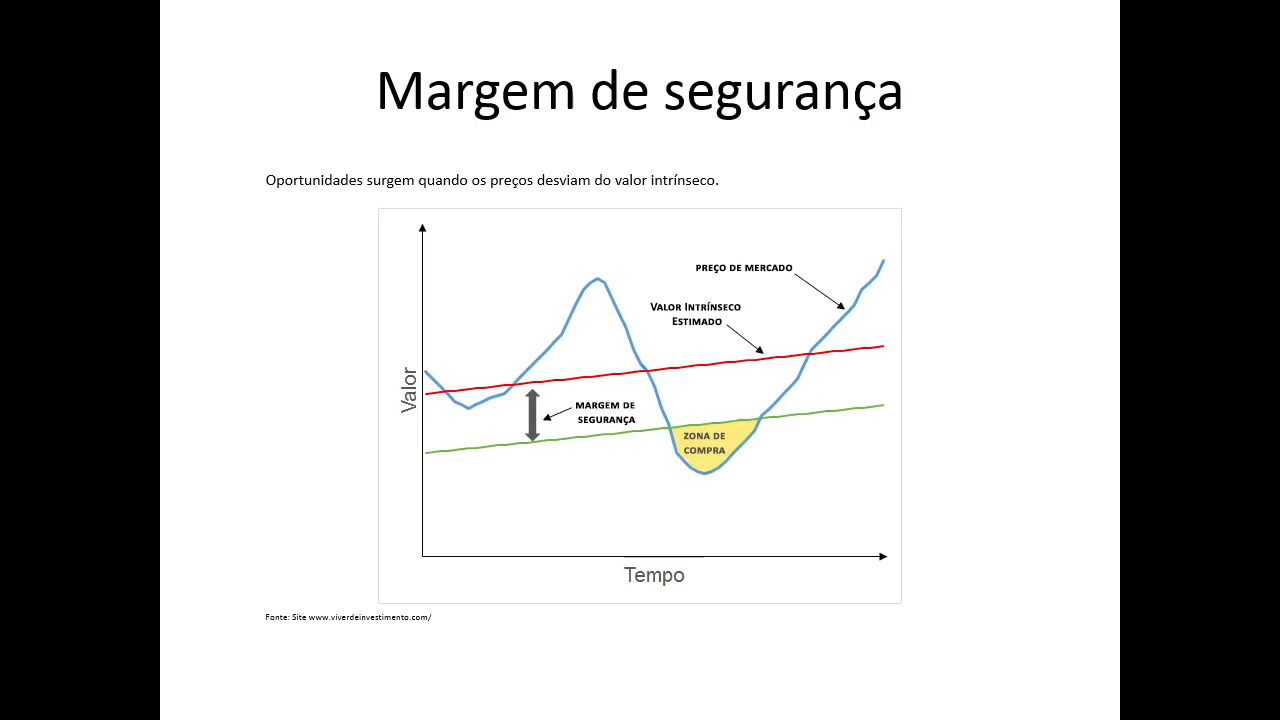 Margem de segurança
Oportunidades surgem quando os preços desviam do valor intrínseco.
PREÇO DE MERCADO
VALOR INTRÍNSECO
ESTIMADO
Valor
MARGEM DE
SEGURANÇA
ZONA DE
COMPRA
Tempo
Fonte: Site www.viverdeinvestimento.com/